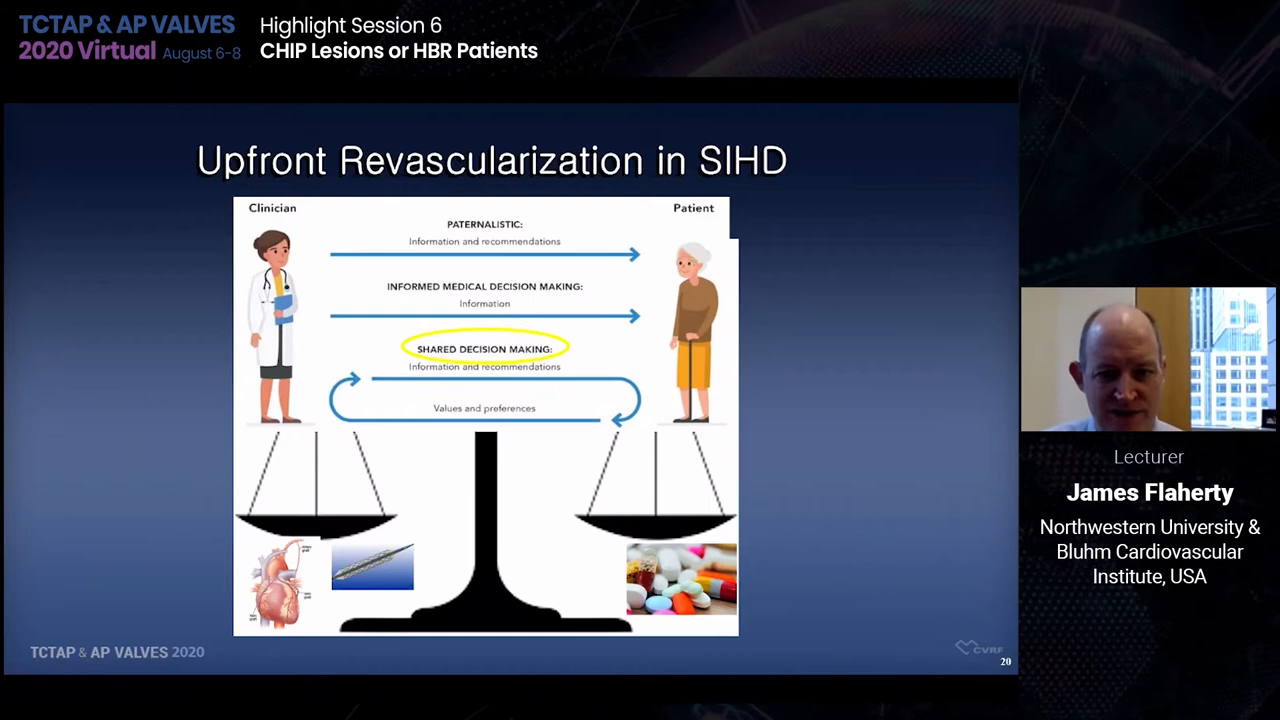 TCTAP & AP VALVES
2020 Virtual August 6-8
Highlight Session 6
CHIP Lesions or HBR Patients
Upfront Revascularization in SIHD
Clinician
Patient
PATERNALISTIC:
Information and recommendations
INFORMED MEDICAL DECISION MAKING:
Information
SHARED DECISION MAKING:
Information and recommendations
Values and preferences
TCTAP & AP VALVES 2020
CVRF
20
Lecturer
James Flaherty
Northwestern University &
Bluhm Cardiovascular
Institute, USA